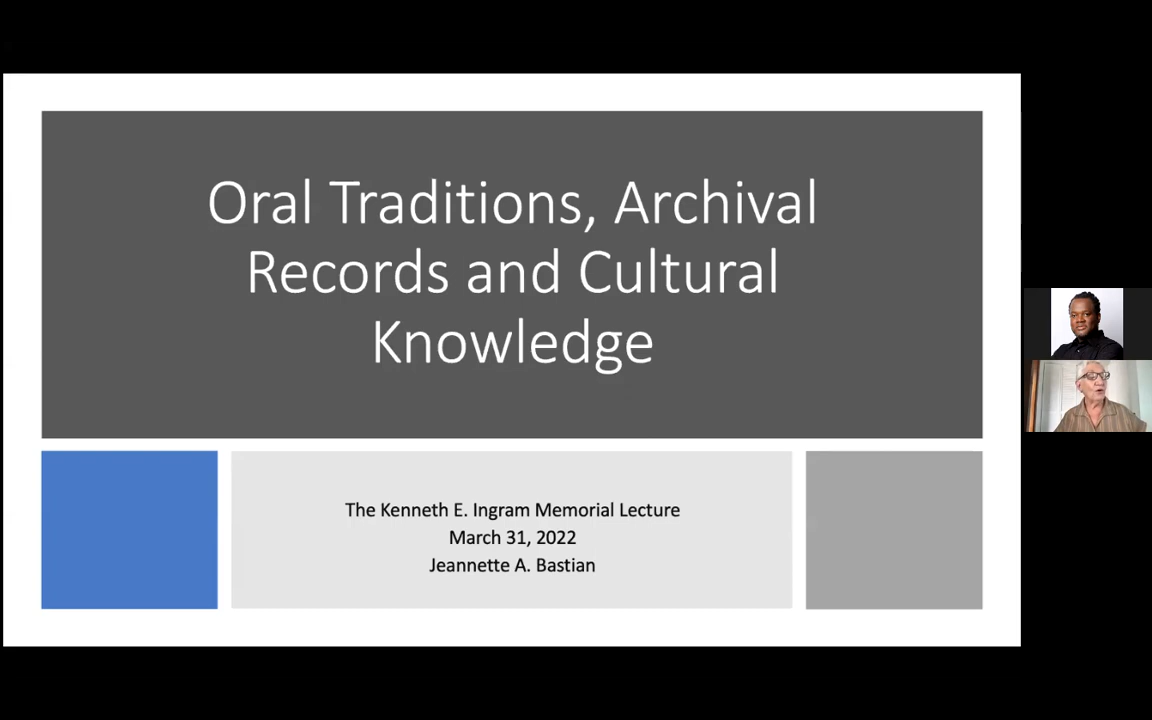 Oral Traditions, Archival
Records and Cultural
Knowledge
The Kenneth E. Ingram Memorial Lecture
March 31, 2022
Jeannette A. Bastian